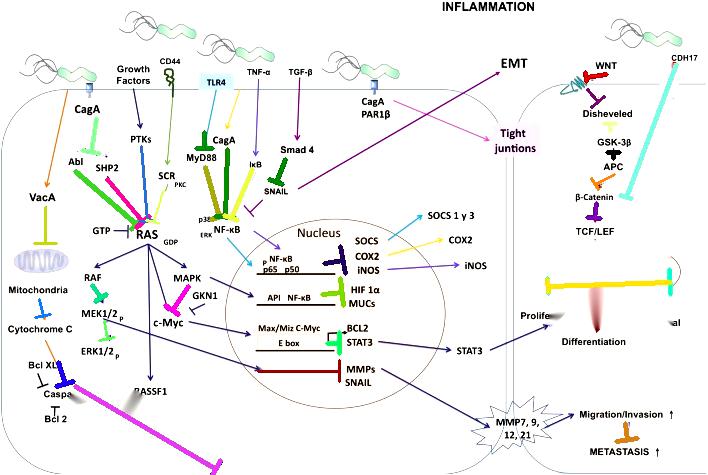 INFLAMMATION
CD44
Growth
Factors
TLR4
TNF-α
TGF-β
EMT
WNT
CDH17
CagA
CagA
PAR1β
Tight
juntions
Disheveled
GSK-3β
APC
β-Catenin
TCF/LEF
PTKs
Abl
SHP2
SCR
PKC
MyD88
CagA
IκB
Smad 4
SNAIL
VacA
GTP
RAS
GDP
p38
ERK
NF-κB
Nucleus
SOCS
COX2
iNOS
SOCS 1 y 3
COX2
iNOS
P NF-κB
p65 p50
Mitochondria
RAF
MAPK
GKN1
API NF-κB
HIF 1α
MUCs
Cytochrome C
MEK1/2 P
c-Myc
Max/Miz C-Myc
E box
BCL2
STAT3
STAT3
ERK1/2 P
Bcl XL
Caspa
Bcl 2
RASSF1
MMPs
SNAIL
Prolife
al
Differentiation
MMP7, 9,
12, 21
Migration/Invasion ↑
METASTASIS ↑